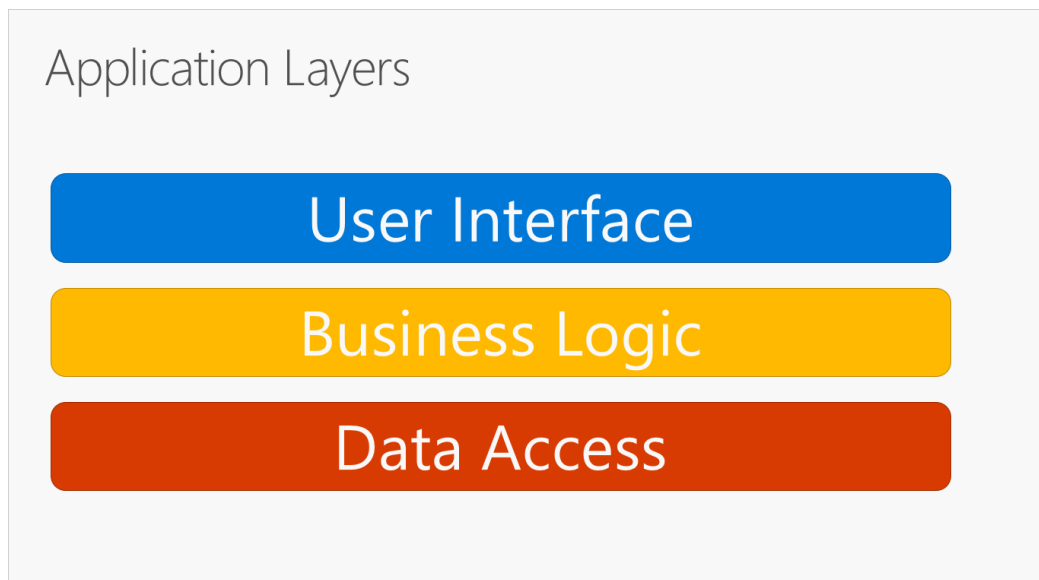 Application Layers
User Interface
Business Logic
Data Access